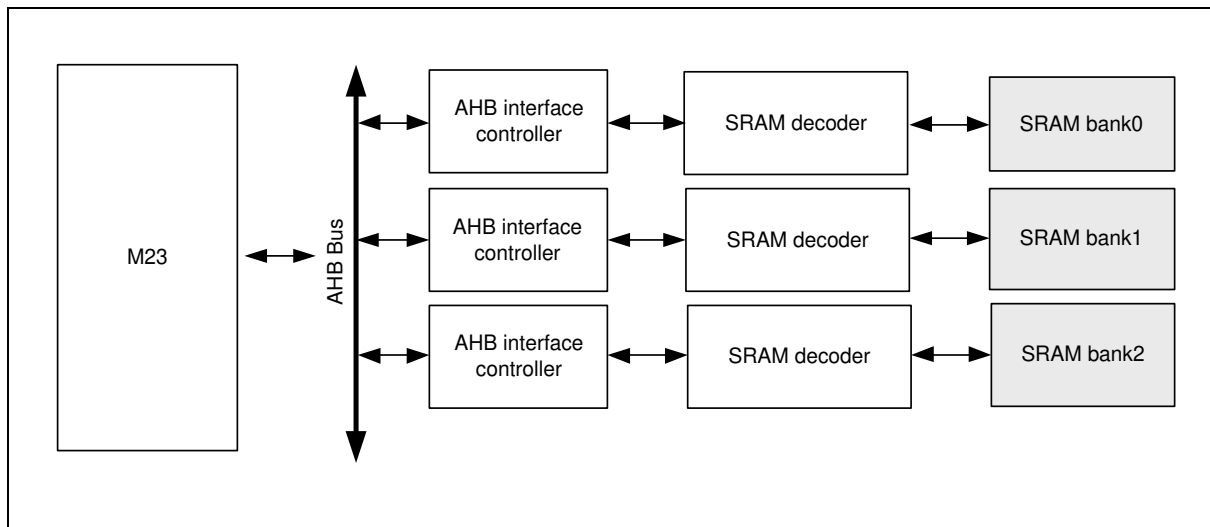 M23
AHB Bus
AHB interface
controller
SRAM decoder
SRAM bank0
AHB interface
controller
SRAM decoder
SRAM bank1
AHB interface
controller
SRAM decoder
SRAM bank2